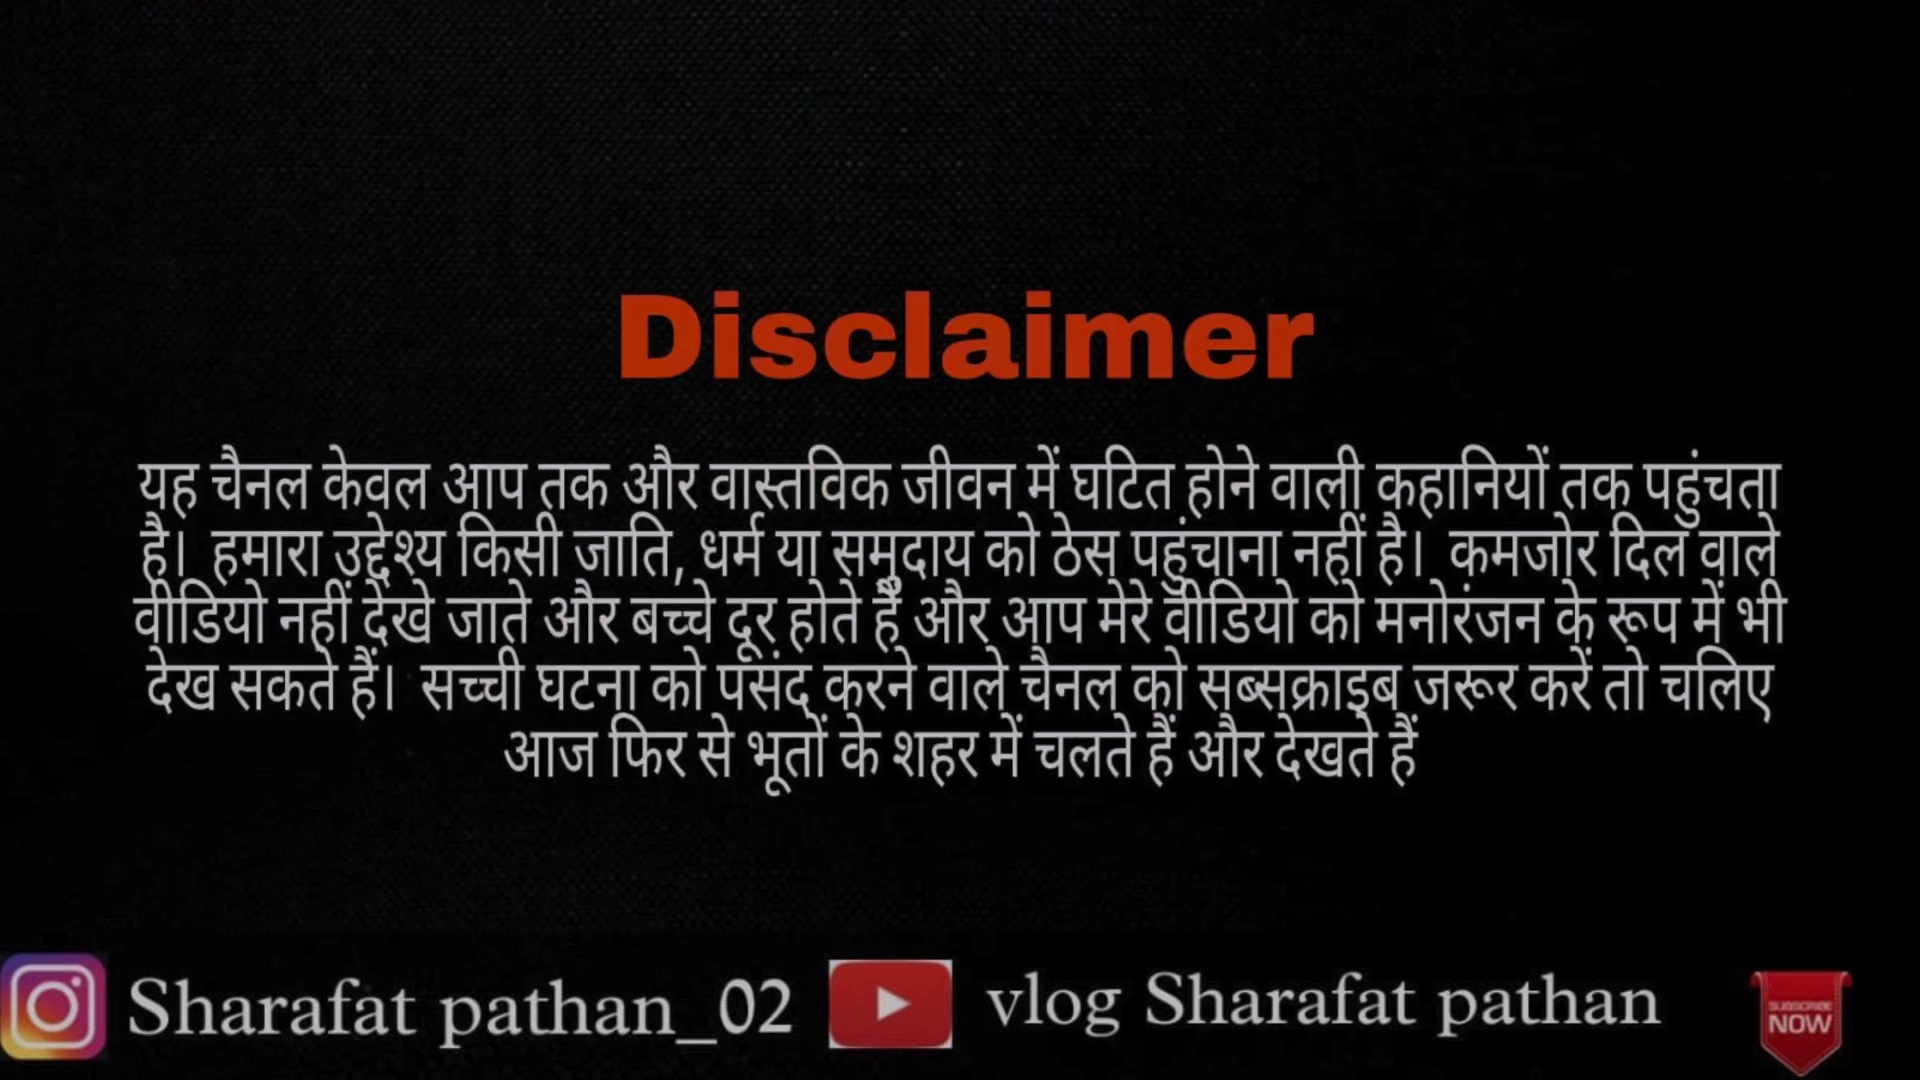 Disclaimer
यह चैनल केवल आप तक और वास्तविक जीवन में घटित होने वाली कहानियों तक पहुंचता
है।  हमारा उद्देश्य किसी जाति, धर्म या समुदाय को ठेस पहुंचाना नहीं है।  कमजोर दिल वाले
वीडियो नहीं देखे जाते और बच्चे दूर होते हैं और आप मेरे वीडियो को मनोरंजन के रूप में भी
देख सकते हैं।  सच्ची घटना को पसंद करने वाले चैनल को सब्सक्राइब जरूर करें तो चलिए
आज फिर से भूतों के शहर में चलते हैं और देखते हैं
Sharafat pathan_02 vlog Sharafat pathan
SUBSCRIBE
NOW